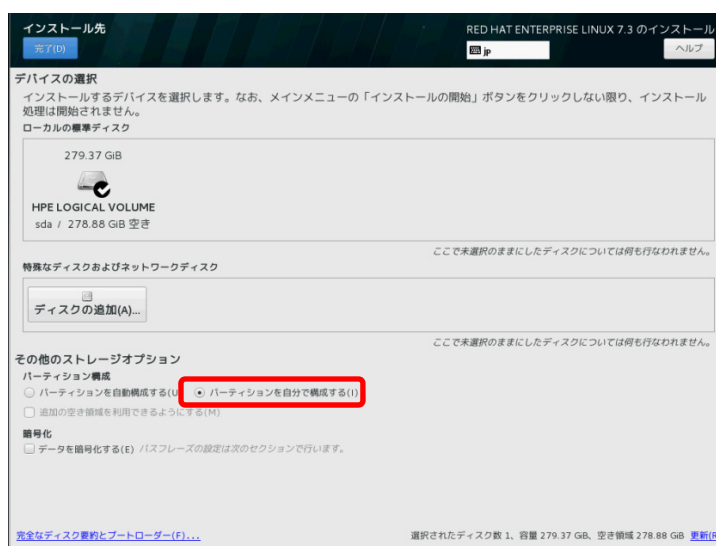 インストール先
RED HAT ENTERPRISE LINUX 7.3 のインストール
完了(D)
jp
ヘルプ
デバイスの選択
インストールするデバイスを選択します。なお、メインメニューの「インストールの開始」ボタンをクリックしない限り、インストール
処理は開始されません。
ローカルの標準ディスク
279.37 GiB
HPE LOGICAL VOLUME
sda / 278.88 GiB 空き
ここで未選択のままにしたディスクについては何も行なわれません。
特殊なディスクおよびネットワークディスク
ディスクの追加(A)...
ここで未選択のままにしたディスクについては何も行なわれません。
その他のストレージオプション
パーティション構成
パーティションを自動構成する(U パーティションを自分で構成する(I)
追加の空き領域を利用できるようにする(M)
暗号化
データを暗号化する(E) パスフレーズの設定は次のセクションで行います。
完全なディスク要約とブートローダー(F)...
選択されたディスク数 1、容量 279.37 GiB、空き領域 278.88 GiB 更新(R